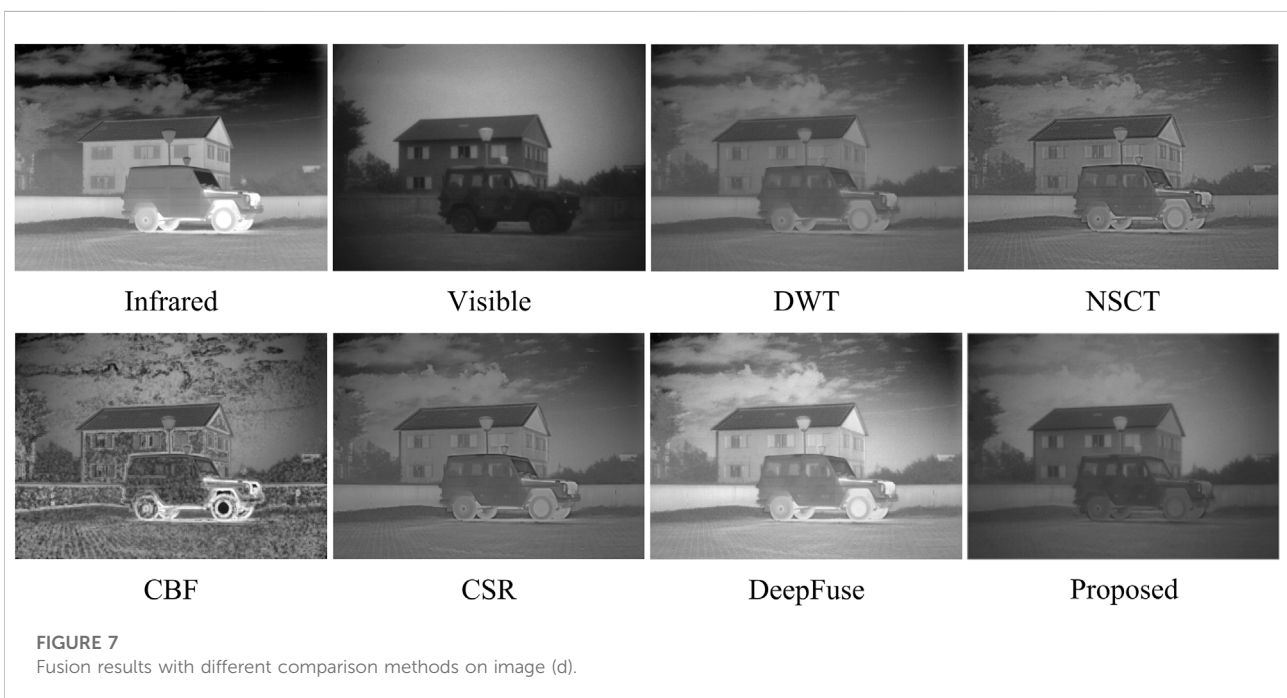 Infrared Visible DWT NSCT
CBF CSR DeepFuse Proposed
FIGURE 7
Fusion results with different comparison methods on image (d).